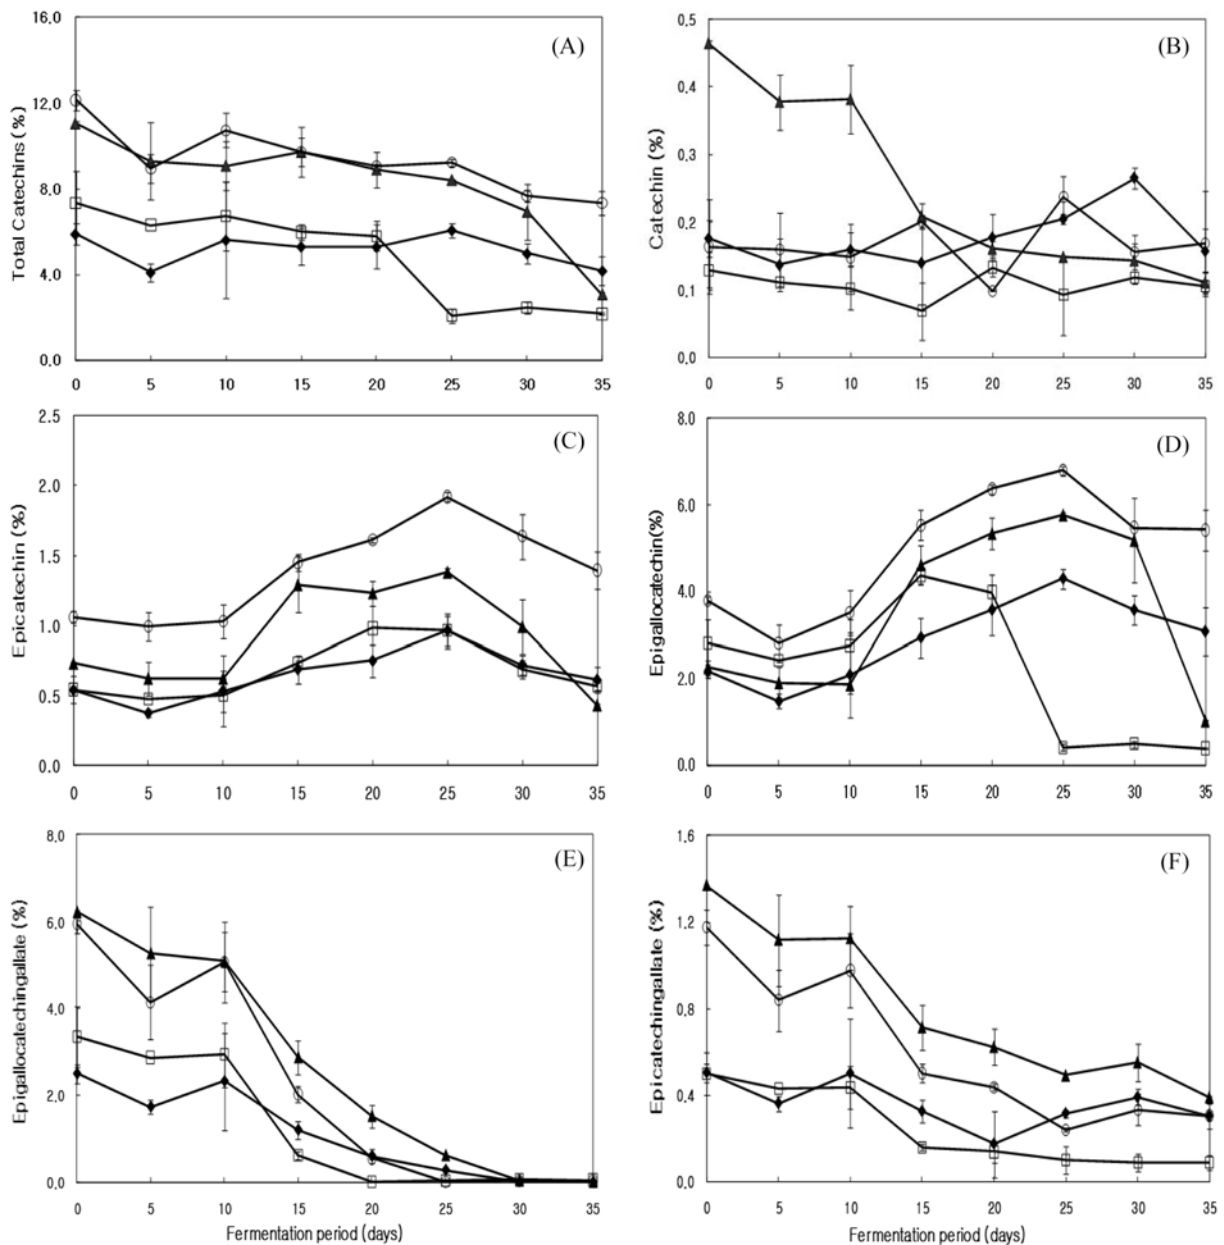 (A)
Total Catechins (%)
16,0
12,0
8,0
4,0
0,0
0 5 10 15 20 25 30 35
(B)
Catechin (%)
0,5
0,4
0,3
0,2
0,1
0,0
0 5 10 15 20 25 30 35
(C)
Epicatechin (%)
2.5
2.0
1.5
1.0
0.5
0.0
0 5 10 15 20 25 30 35
(D)
Epigallocatechin(%)
8.0
6.0
4.0
2.0
0.0
0 5 10 15 20 25 30 35
(E)
Epigallocatechingallate (%)
8,0
6,0
4,0
2,0
0,0
0 5 10 15 20 25 30 35
Fermentation period (days)
(F)
Epicatechingallate (%)
1,6
1,2
0,8
0,4
0,0
0 5 10 15 20 25 30 35
Fermentation period (days)